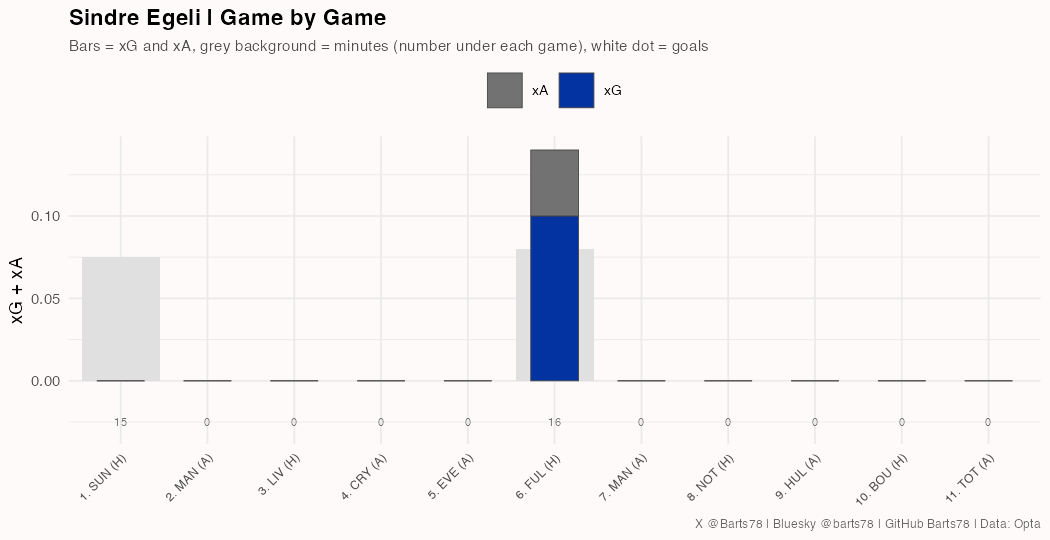 Sindre Egeli | Game by Game
Bars = xG and xA, grey background = minutes (number under each game), white dot = goals
xA xG
xG + xA
0.10
0.05
0.00
15 0 0 0 0 16 0 0 0 0 0
1. SUN (H) 2. MAN (A) 3. LIV (H) 4. CRY (A) 5. EVE (A) 6. FUL (H) 7. MAN (A) 8. NOT (H) 9. HUL (A) 10. BOU (H) 11. TOT (A)
X @Barts78 | Bluesky @barts78 | GitHub Barts78 | Data: Opta